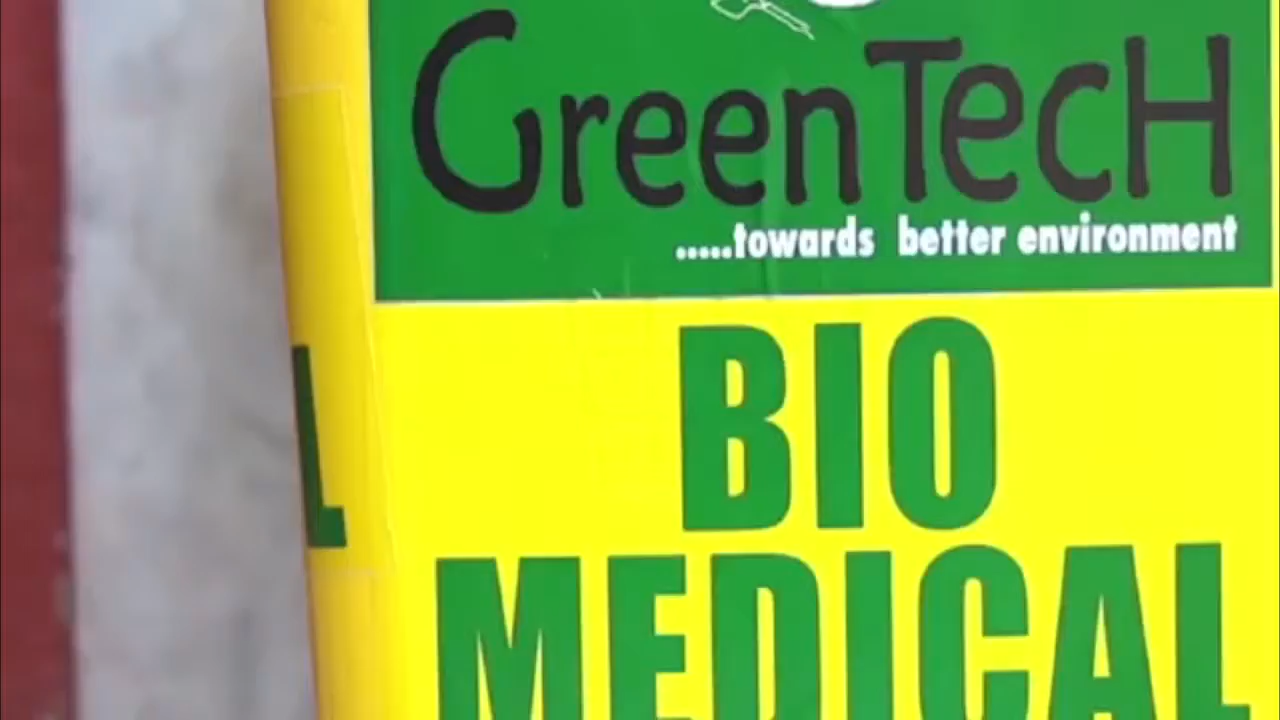 GreenTecH
.....towards better environment
BIO
MEDICAL
L